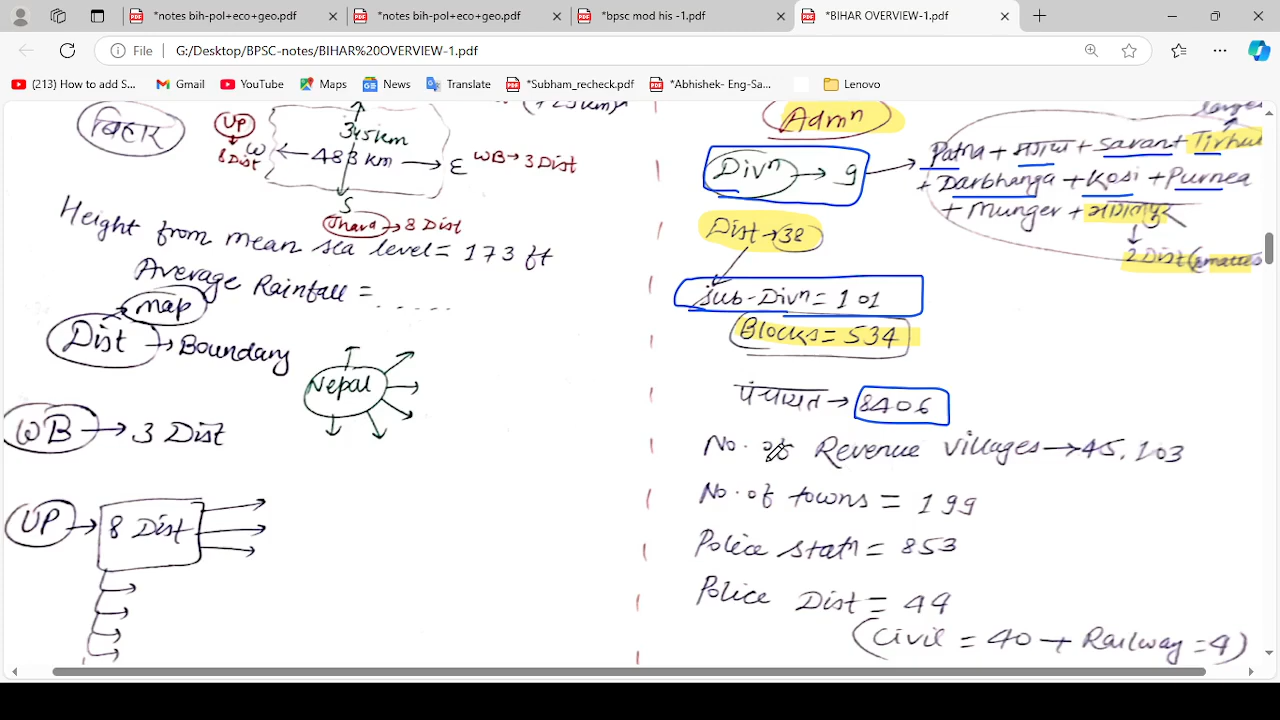 *notes bih-pol+eco+geo.pdf
*notes bih-pol+eco+geo.pdf
*bpsc mod his -1.pdf
*BIHAR OVERVIEW-1.pdf
File
G:/Desktop/BPSC-notes/BIHAR%20OVERVIEW-1.pdf
(213) How to add S...
Gmail
YouTube
Maps
News
Translate
*Subham_recheck.pdf
*Abhishek- Eng-Sa...
Lenovo
बिहार
UP
8 Dist
W
345 km
483 km
E
WB → 3 Dist
S
Jhar → 8 Dist
Height from mean sea level = 173 ft
Average Rainfall = .....
map
Dist → Boundary
Nepal
WB → 3 Dist
UP → 8 Dist
Admn
Divn → 9
Patna + मगध + Saran + Tirhut
+ Darbhanga + Kosi + Purnea
+ Munger + भागलपुर
2 Dist
Dist → 38
Sub-Divn = 101
Blocks = 534
पंचायत → 8406
No. of Revenue villages → 45,103
No. of towns = 199
Police Statn = 853
Police Dist = 44
(Civil = 40 + Railway = 4)